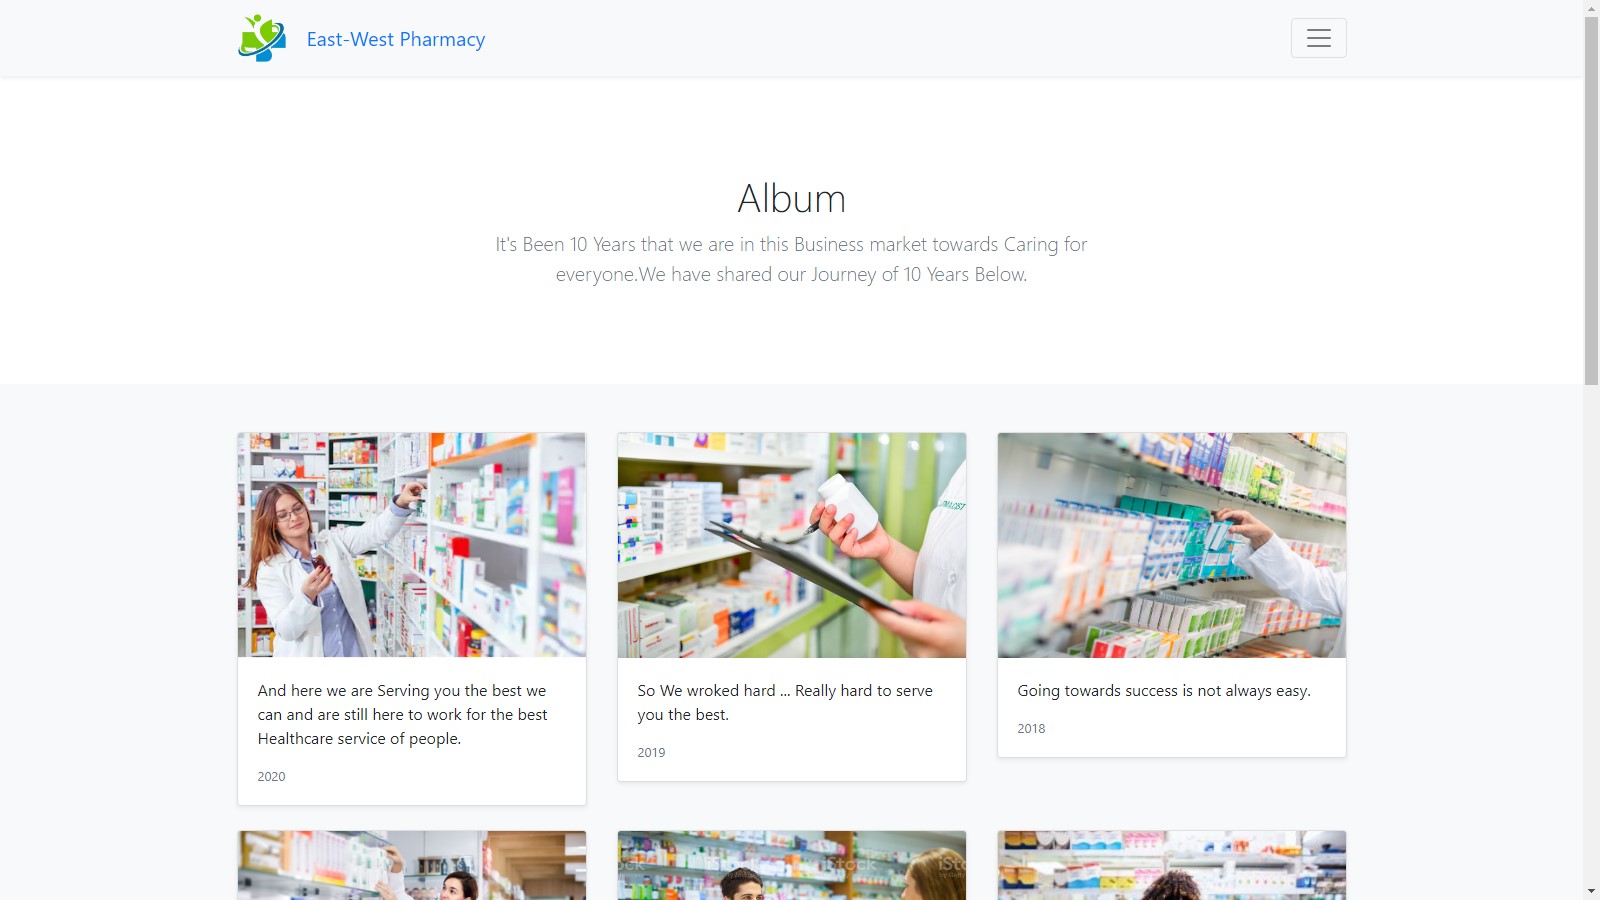 East-West Pharmacy
Album
It's Been 10 Years that we are in this Business market towards Caring for
everyone.We have shared our Journey of 10 Years Below.
And here we are Serving you the best we
can and are still here to work for the best
Healthcare service of people.
2020
So We wroked hard ... Really hard to serve
you the best.
2019
Going towards success is not always easy.
2018
iStock